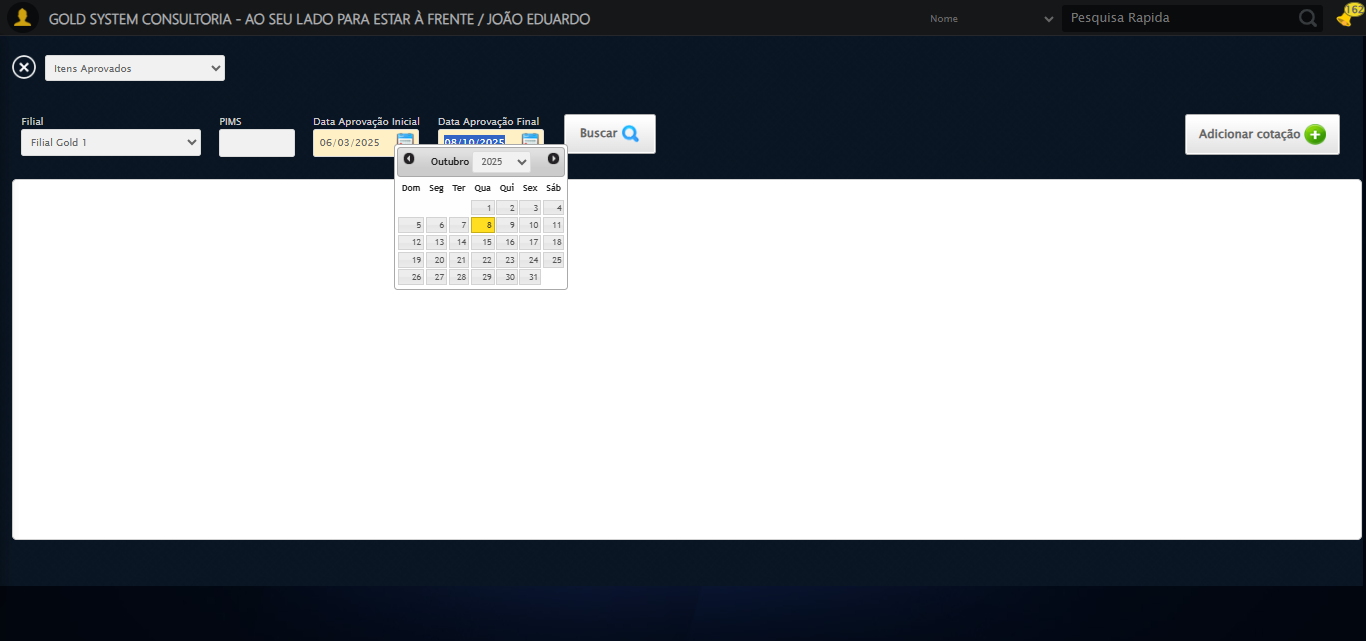 GOLD SYSTEM CONSULTORIA - AO SEU LADO PARA ESTAR À FRENTE / JOÃO EDUARDO
Nome
Pesquisa Rapida
162
Itens Aprovados
Filial
PIMS
Data Aprovação Inicial
Data Aprovação Final
Filial Gold 1
06/03/2025
08/10/2025
Buscar
Adicionar cotação
Outubro 2025
Dom Seg Ter Qua Qui Sex Sáb
1 2 3 4
5 6 7 8 9 10 11
12 13 14 15 16 17 18
19 20 21 22 23 24 25
26 27 28 29 30 31